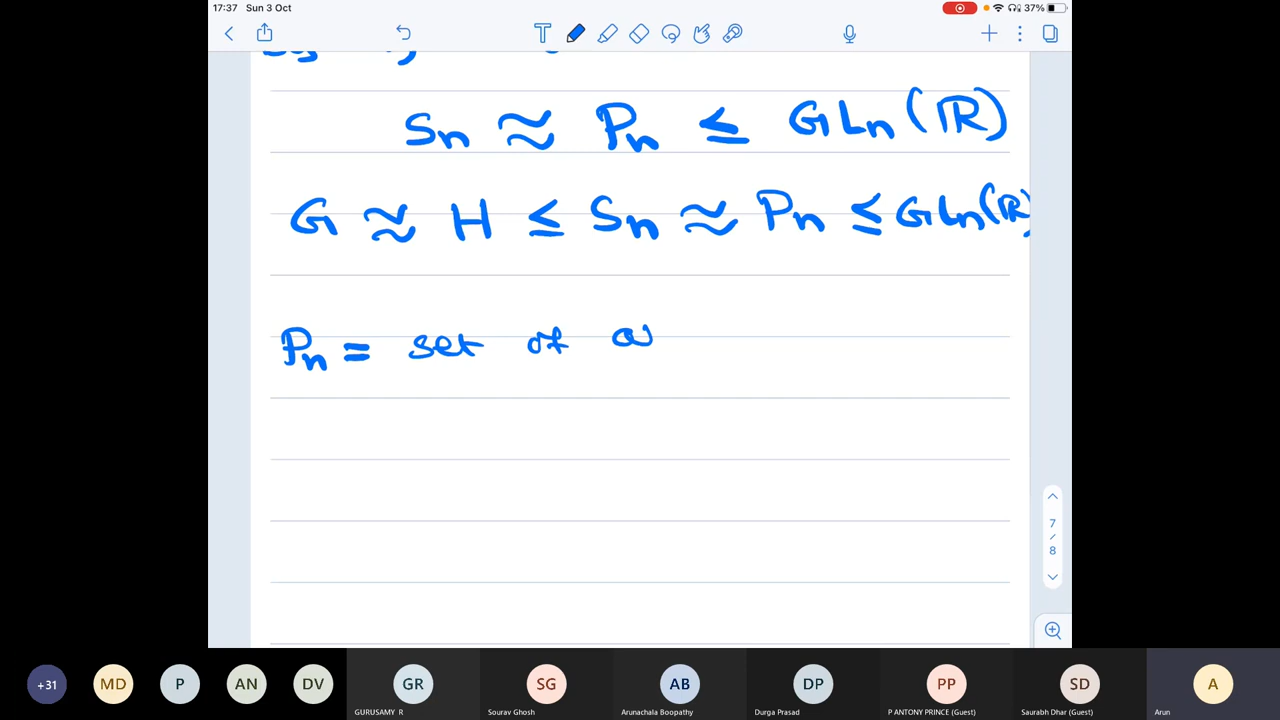 17:37 Sun 3 Oct 37%
T
Sn ≈ Pn ≤ GLn(ℝ)
G ≈ H ≤ Sn ≈ Pn ≤ GLn(ℝ)
Pn = set of
7
/
8
+31 MD P AN DV GR SG AB DP PP SD A
GURUSAMY R Sourav Ghosh Arunachala Boopathy Durga Prasad P ANTONY PRINCE (Guest) Saurabh Dhar (Guest) Arun